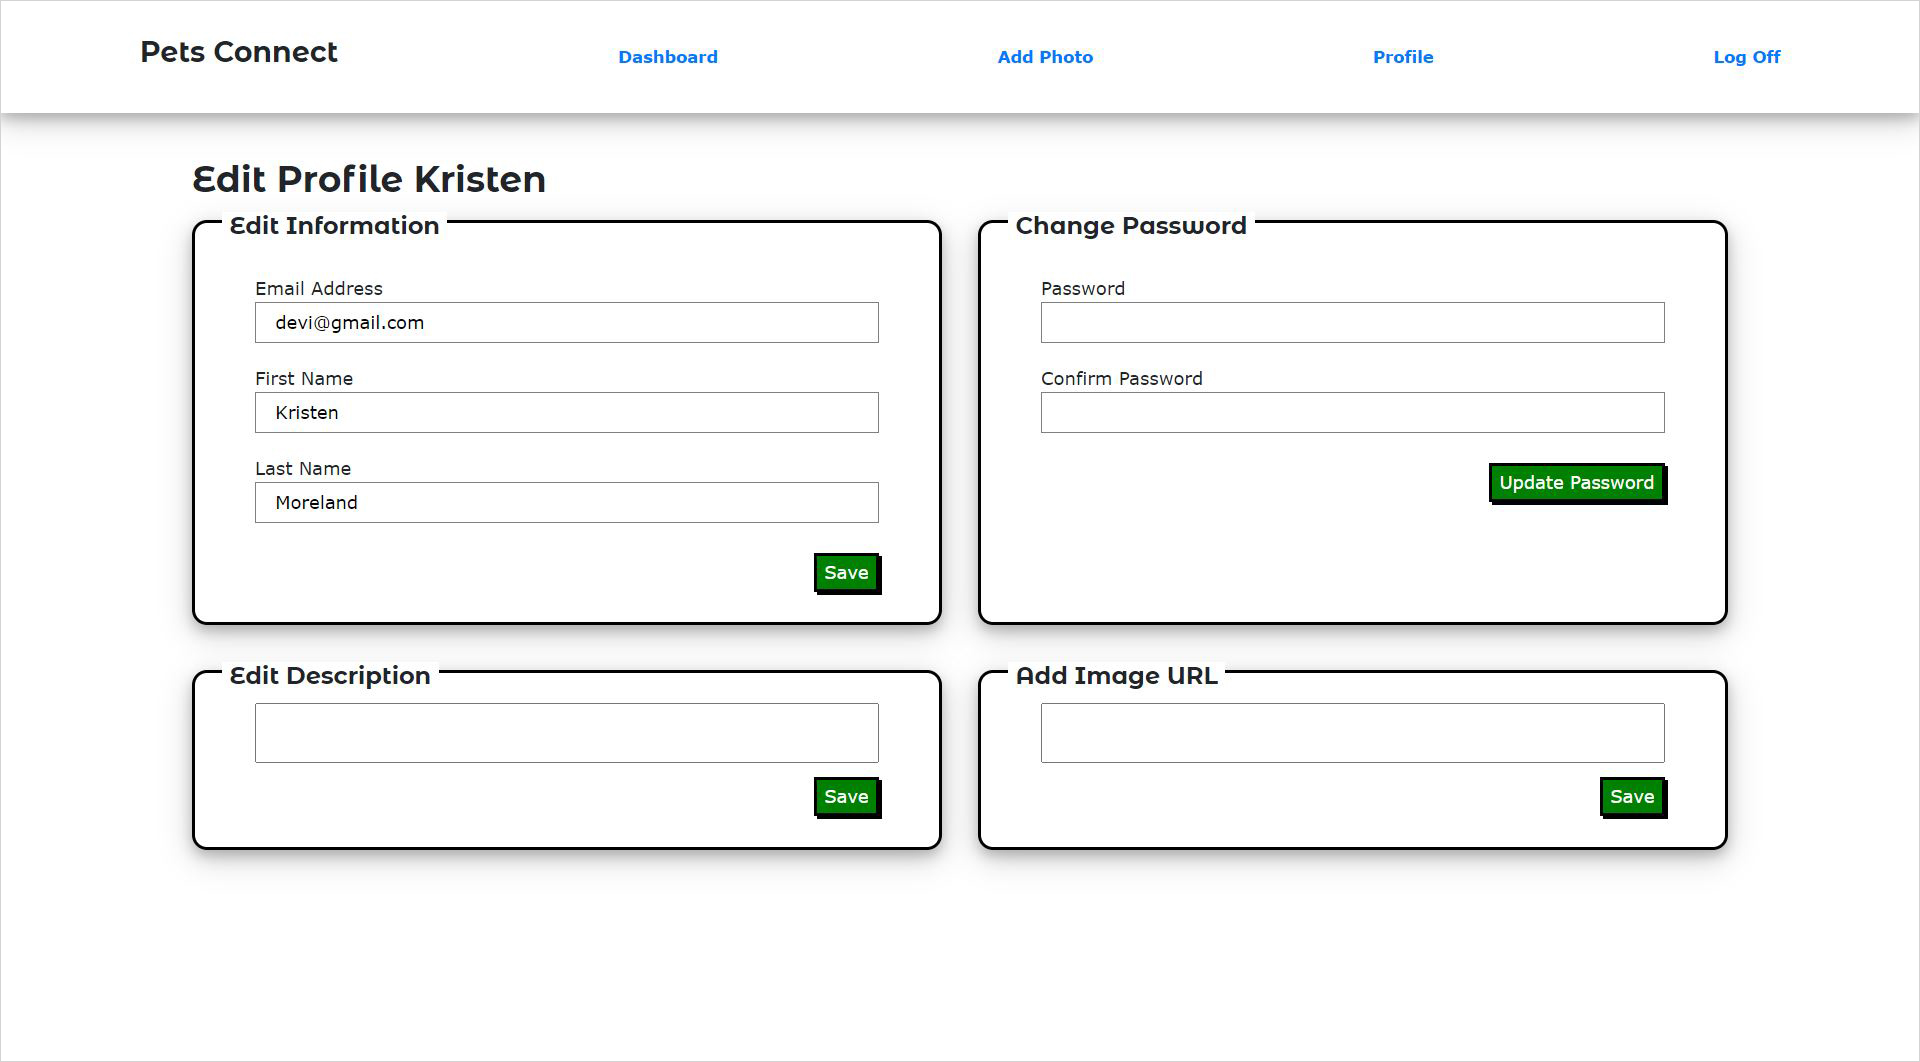 Pets Connect
Dashboard
Add Photo
Profile
Log Off
Edit Profile Kristen
Edit Information
Email Address
devi@gmail.com
First Name
Kristen
Last Name
Moreland
Save
Change Password
Password
Confirm Password
Update Password
Edit Description
Save
Add Image URL
Save